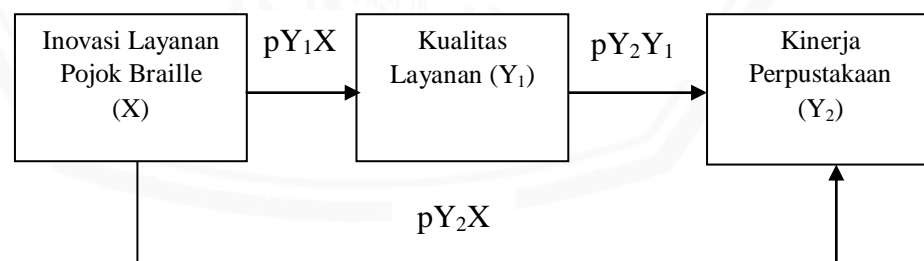 Inovasi Layanan
Pojok Braille
(X)
pY₁X
Kualitas
Layanan (Y₁)
pY₂Y₁
Kinerja
Perpustakaan
(Y₂)
pY₂X